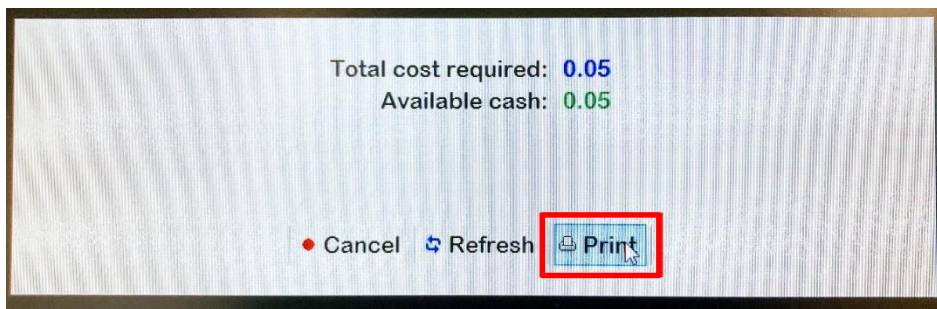 Total cost required: 0.05
Available cash: 0.05
Cancel Refresh Print